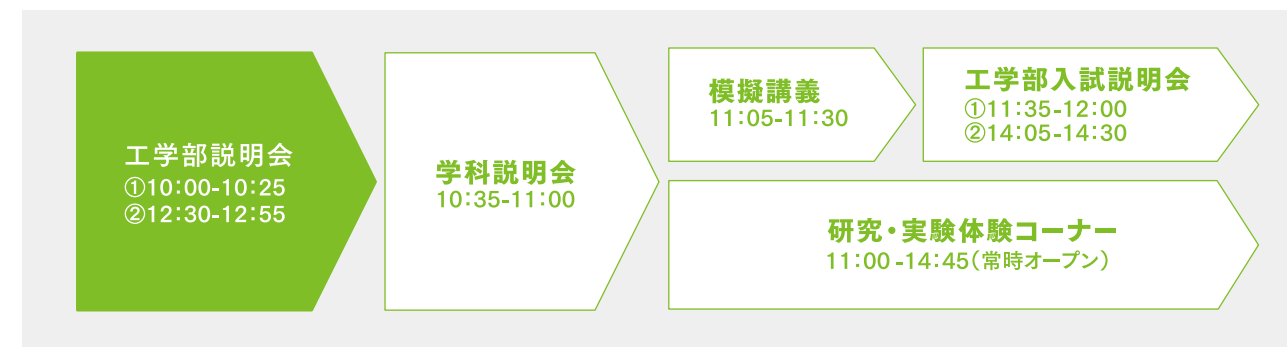 工学部説明会
①10：00-10：25
②12：30-12：55
学科説明会
10：35-11：00
模擬講義
11：05-11：30
工学部入試説明会
①11：35-12：00
②14：05-14：30
研究・実験体験コーナー
11：00 -14：45（常時オープン）